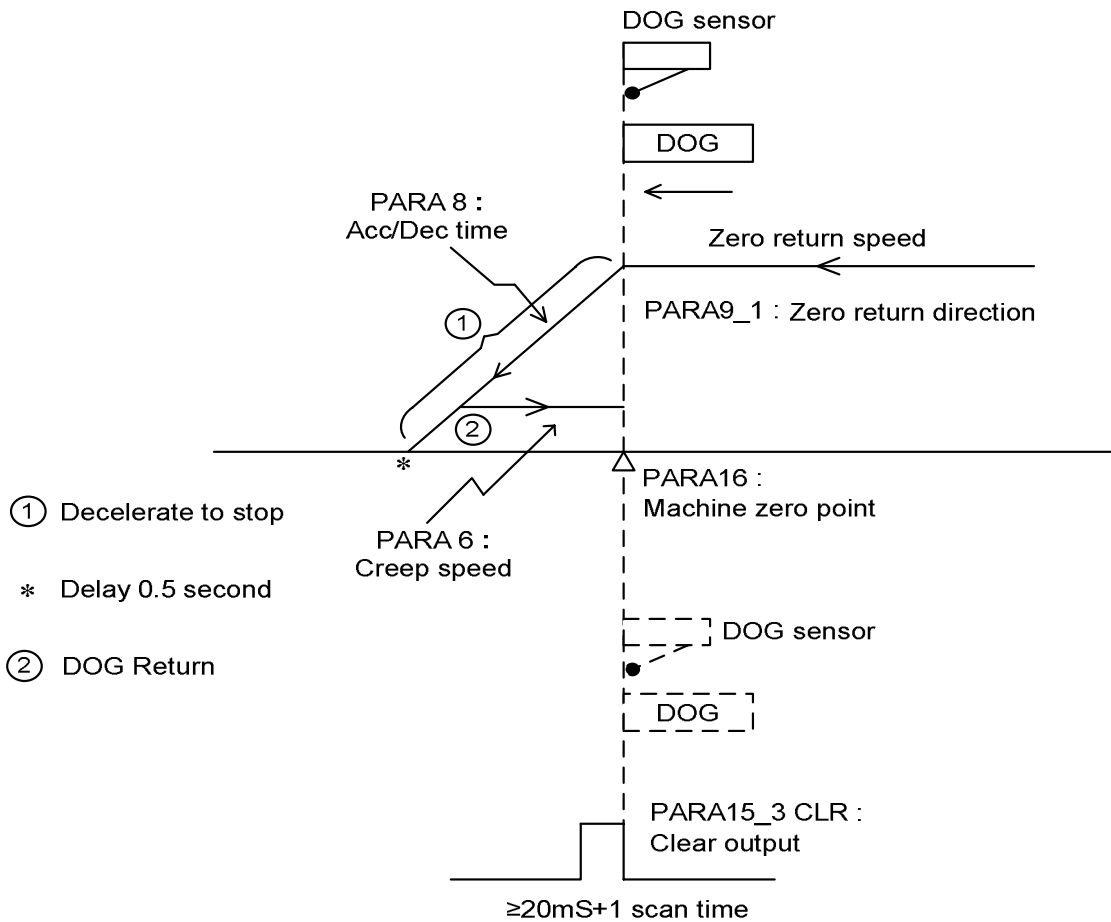 DOG sensor
DOG
PARA 8 :
Acc/Dec time
Zero return speed
PARA9_1 : Zero return direction
1
2
*
PARA16 :
Machine zero point
1 Decelerate to stop
PARA 6 :
Creep speed
* Delay 0.5 second
DOG sensor
2 DOG Return
DOG
PARA15_3 CLR :
Clear output
≥20mS+1 scan time